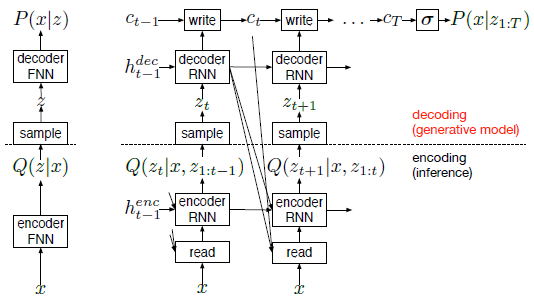 P(x|z) c_{t-1} write c_t write ... c_T σ P(x|z_{1:T})
decoder FNN h_{t-1}^{dec} decoder RNN decoder RNN
z z_t z_{t+1}
decoding
(generative model)
sample sample sample
encoding
(inference)
Q(z|x) Q(z_t|x, z_{1:t-1}) Q(z_{t+1}|x, z_{1:t})
h_{t-1}^{enc} encoder RNN encoder RNN
encoder FNN
read read
x x x